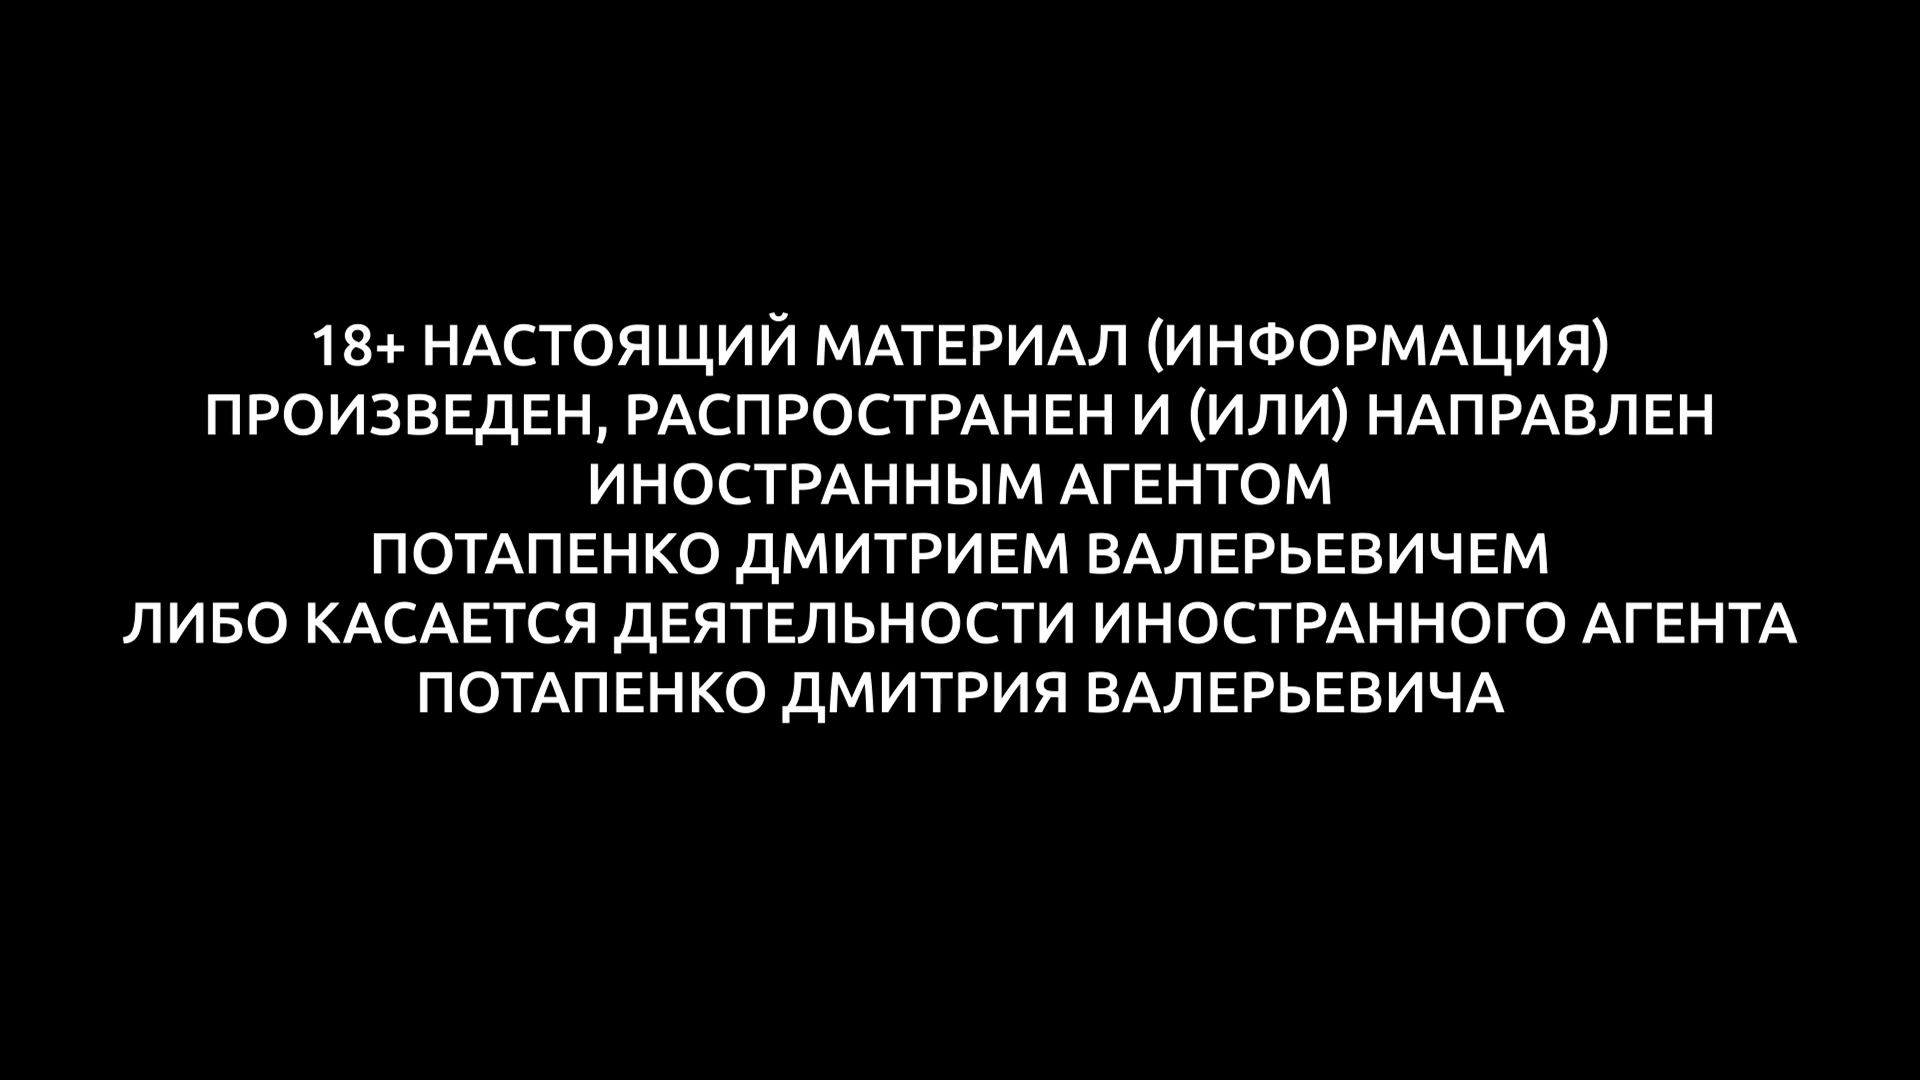 18+ НАСТОЯЩИЙ МАТЕРИАЛ (ИНФОРМАЦИЯ)
ПРОИЗВЕДЕН, РАСПРОСТРАНЕН И (ИЛИ) НАПРАВЛЕН
ИНОСТРАННЫМ АГЕНТОМ
ПОТАПЕНКО ДМИТРИЕМ ВАЛЕРЬЕВИЧЕМ
ЛИБО КАСАЕТСЯ ДЕЯТЕЛЬНОСТИ ИНОСТРАННОГО АГЕНТА
ПОТАПЕНКО ДМИТРИЯ ВАЛЕРЬЕВИЧА